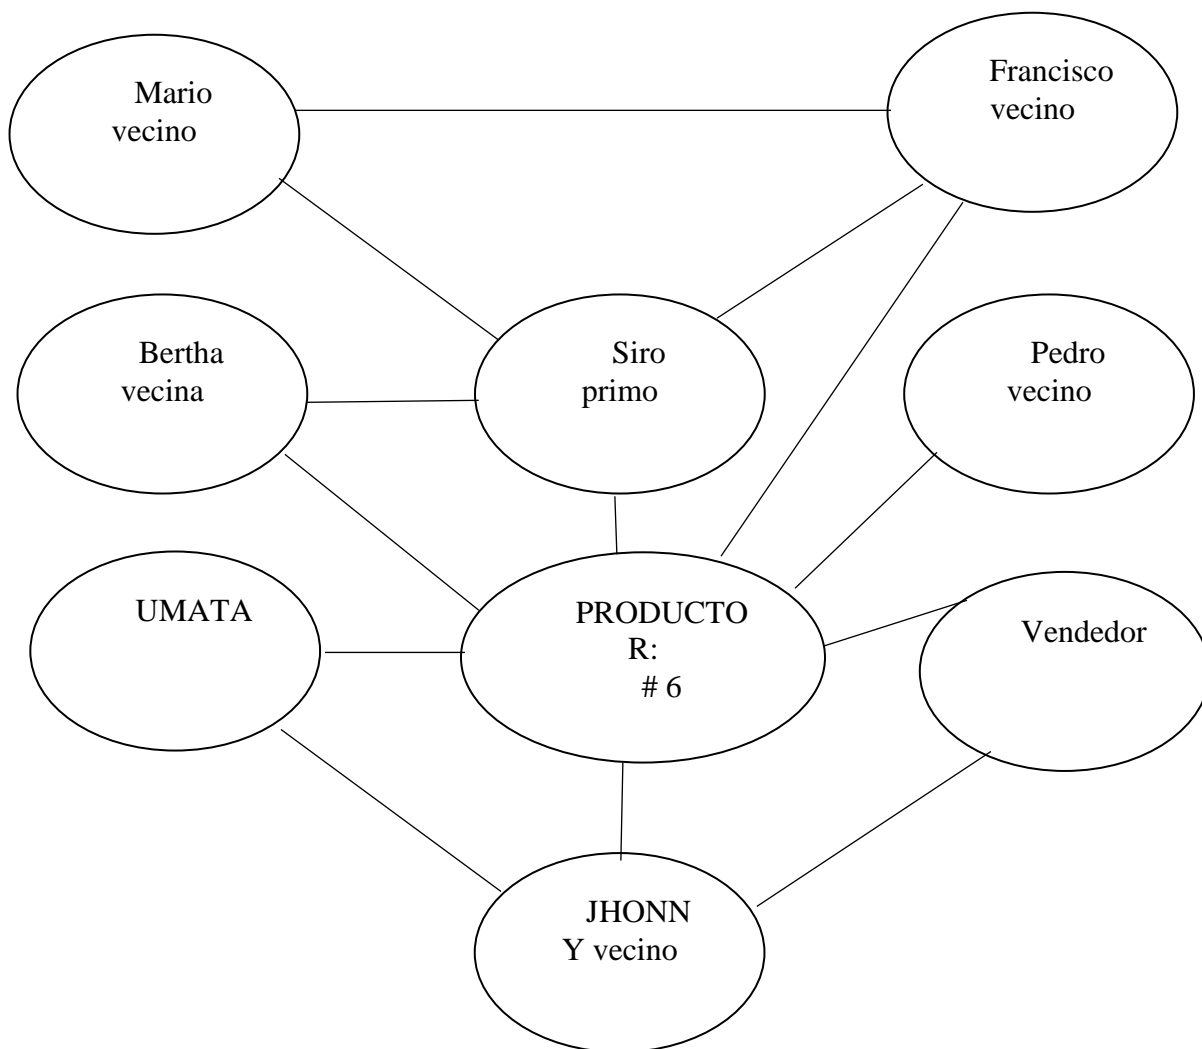 Mario
vecino
Francisco
vecino
Bertha
vecina
Siro
primo
Pedro
vecino
UMATA
PRODUCTO
R:
# 6
Vendedor
JHONN
Y vecino